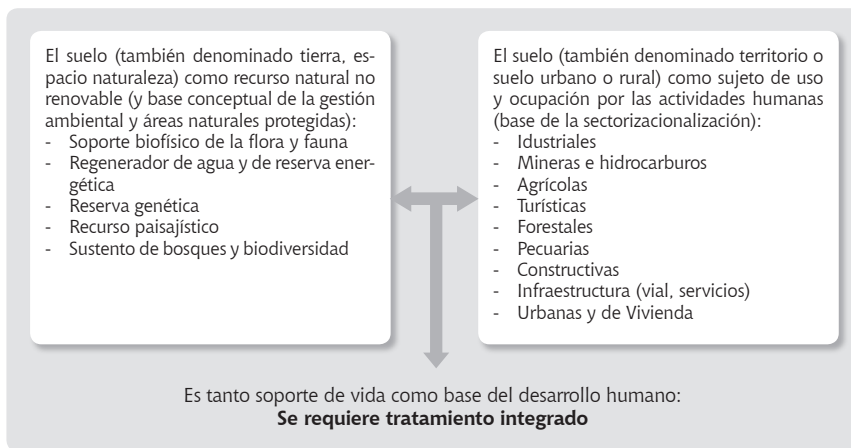 El suelo (también denominado tierra, es-
pacio naturaleza) como recurso natural no
renovable (y base conceptual de la gestión
ambiental y áreas naturales protegidas):
- Soporte biofísico de la flora y fauna
- Regenerador de agua y de reserva ener-
gética
- Reserva genética
- Recurso paisajístico
- Sustento de bosques y biodiversidad
El suelo (también denominado territorio o
suelo urbano o rural) como sujeto de uso
y ocupación por las actividades humanas
(base de la sectorizacionalización):
- Idustriales
- Mineras e hidrocarburos
- Agrícolas
- Turísticas
- Forestales
- Pecuarias
- Constructivas
- Infraestructura (vial, servicios)
- Urbanas y de Vivienda
Es tanto soporte de vida como base del desarrollo humano:
Se requiere tratamiento integrado